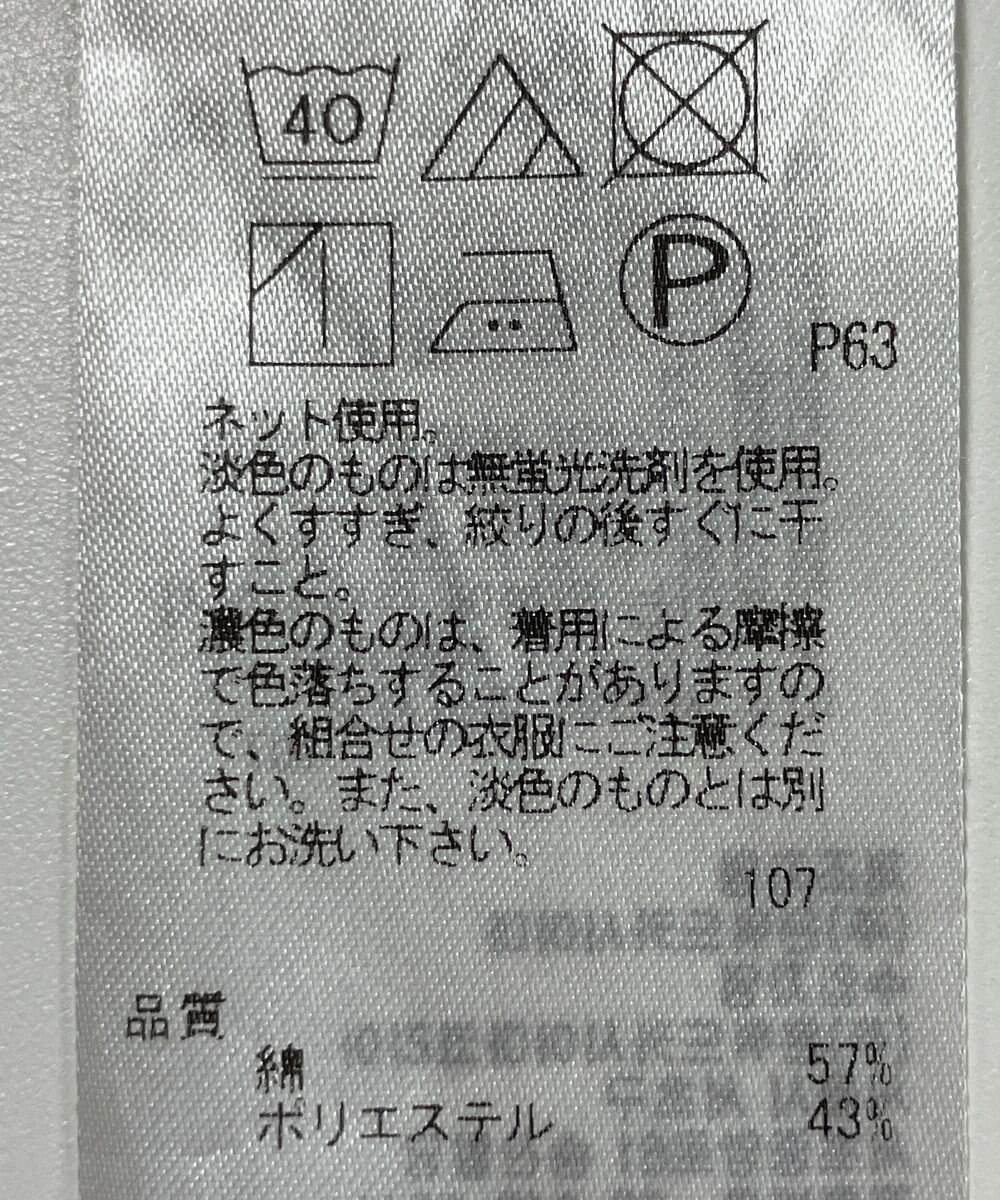 40
P
P63
ネット使用。
淡色のものは無蛍光洗剤を使用。
よくすすぎ、絞りの後すぐに干
すこと。
濃色のものは、着用による摩擦
で色落ちすることがありますの
で、組合せの衣服にご注意くだ
さい。また、淡色のものとは別
にお洗い下さい。
107
品質
綿 57%
ポリエステル 43%